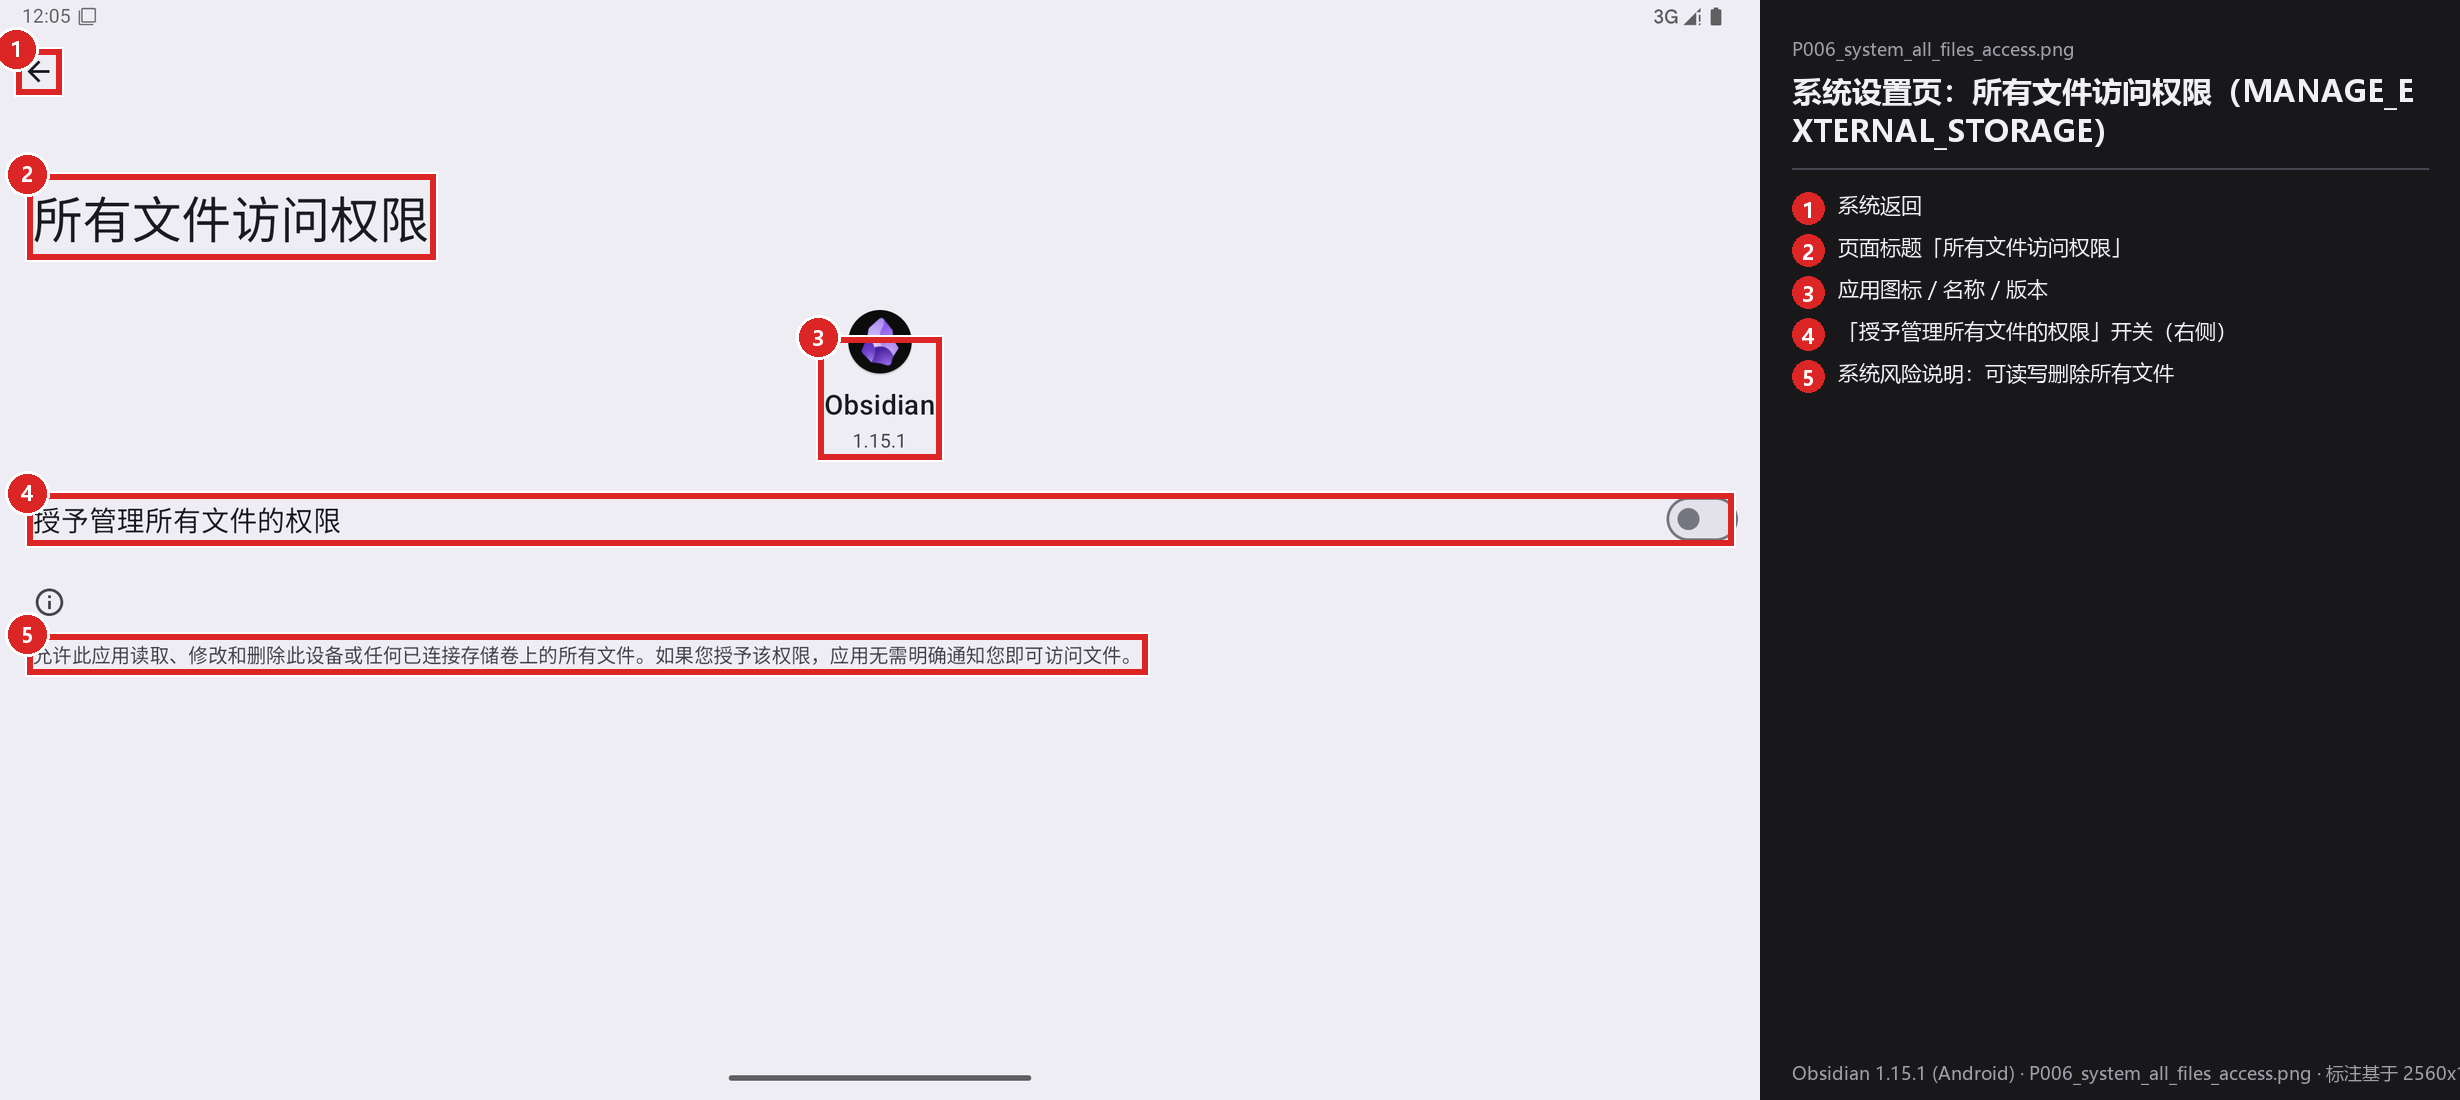 12:05
3G
1
2
所有文件访问权限
3
Obsidian
1.15.1
4
授予管理所有文件的权限
5
允许此应用读取、修改和删除此设备或任何已连接存储卷上的所有文件。如果您授予该权限，应用无需明确通知您即可访问文件。
P006_system_all_files_access.png
系统设置页：所有文件访问权限（MANAGE_E
XTERNAL_STORAGE）
1 系统返回
2 页面标题「所有文件访问权限」
3 应用图标 / 名称 / 版本
4 「授予管理所有文件的权限」开关（右侧）
5 系统风险说明：可读写删除所有文件
Obsidian 1.15.1 (Android) · P006_system_all_files_access.png · 标注基于 2560x